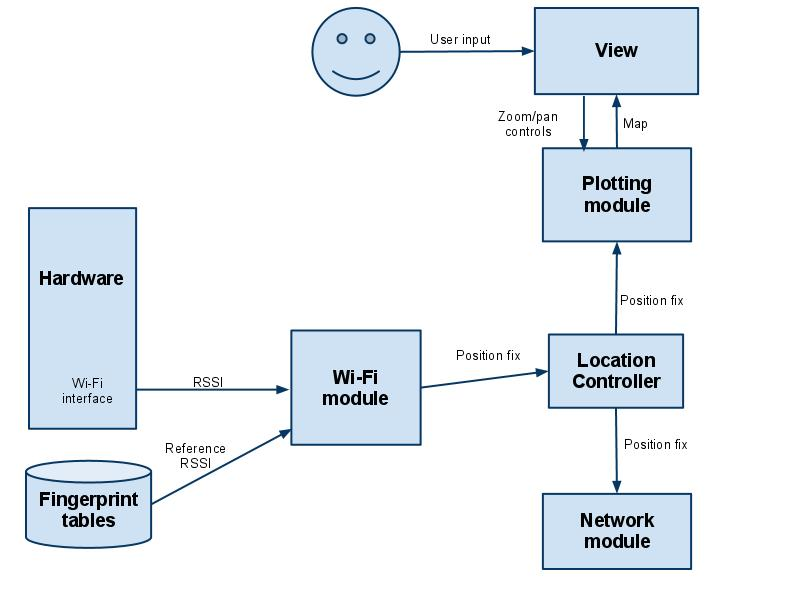 User input
View
Zoom/pan
controls
Map
Plotting
module
Hardware
Position fix
Wi-Fi
interface
RSSI
Wi-Fi
module
Position fix
Location
Controller
Reference
RSSI
Position fix
Fingerprint
tables
Network
module